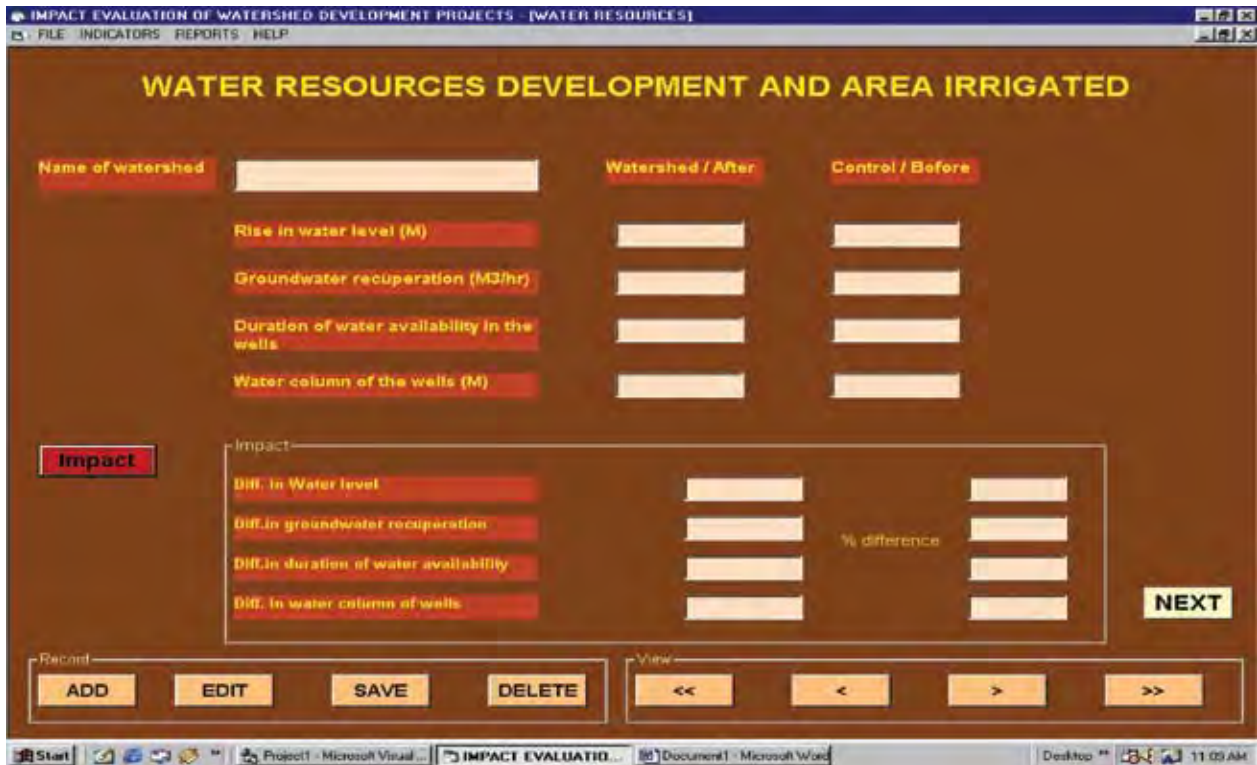 IMPACT EVALUATION OF WATERSHED DEVELOPMENT PROJECTS - [WATER RESOURCES]
FILE INDICATORS REPORTS HELP
WATER RESOURCES DEVELOPMENT AND AREA IRRIGATED
Name of watershed
Watershed / After
Control / Before
Rise in water level (M)
Groundwater recuperation (M3/hr)
Duration of water availability in the
wells
Water column of the wells (M)
Impact
Impact
Diff. in Water level
Diff.in groundwater recuperation
% difference
Diff.in duration of water availability
Diff. in water column of wells
NEXT
Record
ADD EDIT SAVE DELETE
View
<< < > >>
Start
Project1 - Microsoft Visual ...
IMPACT EVALUATIO...
Document1 - Microsoft Word
Desktop »
11:09 AM